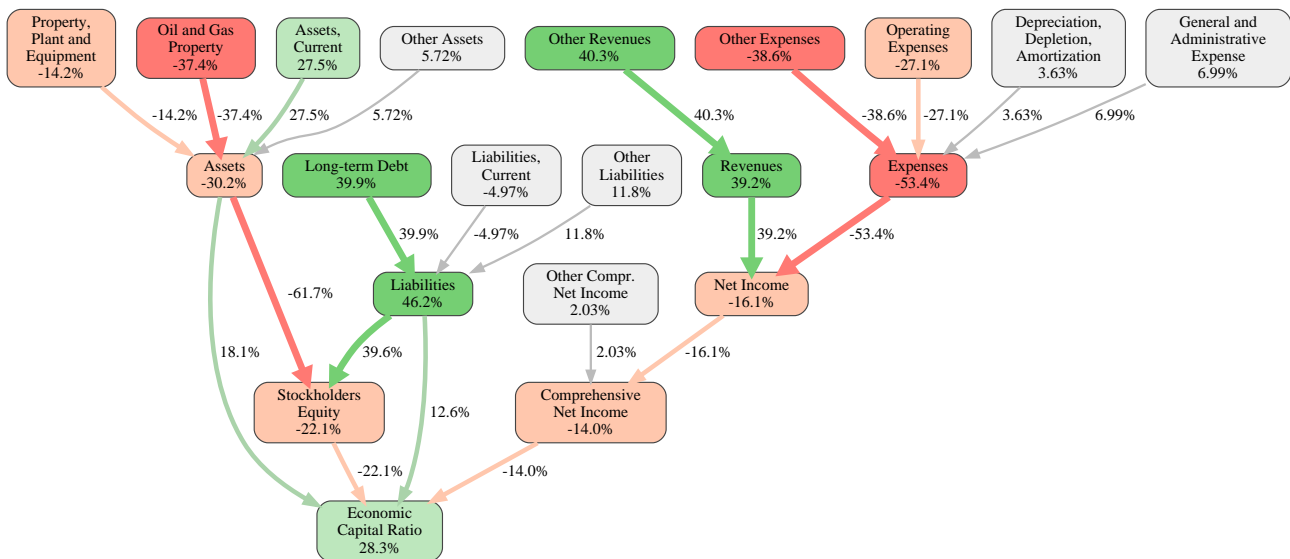 Property,
Plant and
Equipment
-14.2%
Oil and Gas
Property
-37.4%
Assets,
Current
27.5%
Other Assets
5.72%
Other Revenues
40.3%
Other Expenses
-38.6%
Operating
Expenses
-27.1%
Depreciation,
Depletion,
Amortization
3.63%
General and
Administrative
Expense
6.99%
-14.2%
-37.4%
27.5%
5.72%
40.3%
-38.6%
-27.1%
3.63%
6.99%
Assets
-30.2%
Long-term Debt
39.9%
Liabilities,
Current
-4.97%
Other
Liabilities
11.8%
Revenues
39.2%
Expenses
-53.4%
39.9%
-4.97%
11.8%
39.2%
-53.4%
-61.7%
Liabilities
46.2%
Other Compr.
Net Income
2.03%
Net Income
-16.1%
18.1%
39.6%
2.03%
-16.1%
Stockholders
Equity
-22.1%
12.6%
Comprehensive
Net Income
-14.0%
-22.1%
-14.0%
Economic
Capital Ratio
28.3%